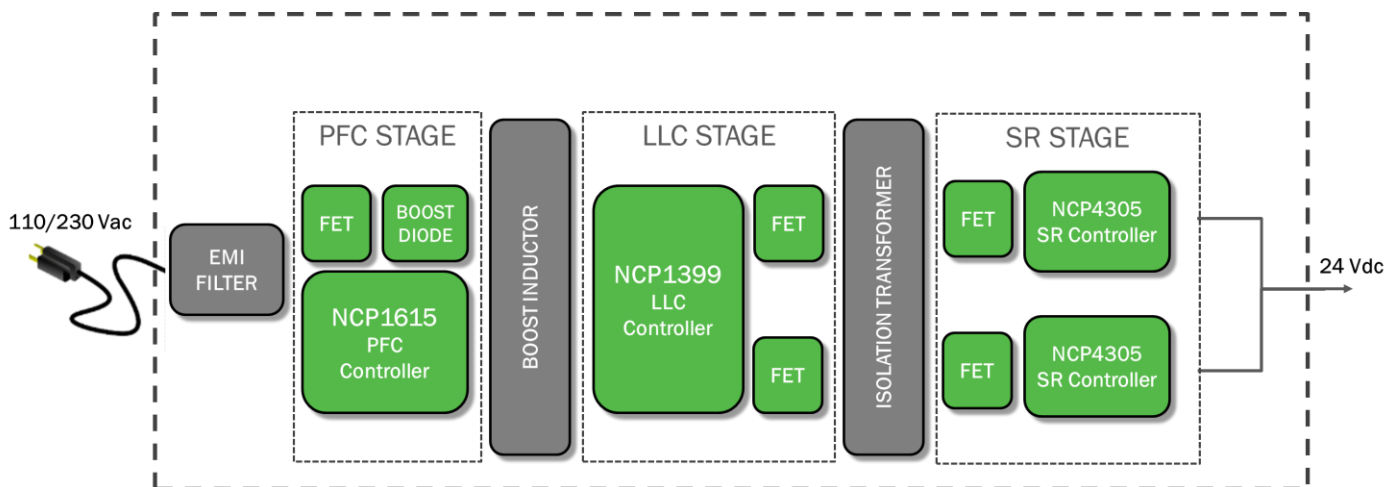 110/230 Vac
EMI
FILTER
PFC STAGE
FET
BOOST
DIODE
NCP1615
PFC
Controller
BOOST INDUCTOR
LLC STAGE
NCP1399
LLC
Controller
FET
FET
ISOLATION TRANSFORMER
SR STAGE
FET
NCP4305
SR Controller
FET
NCP4305
SR Controller
24 Vdc